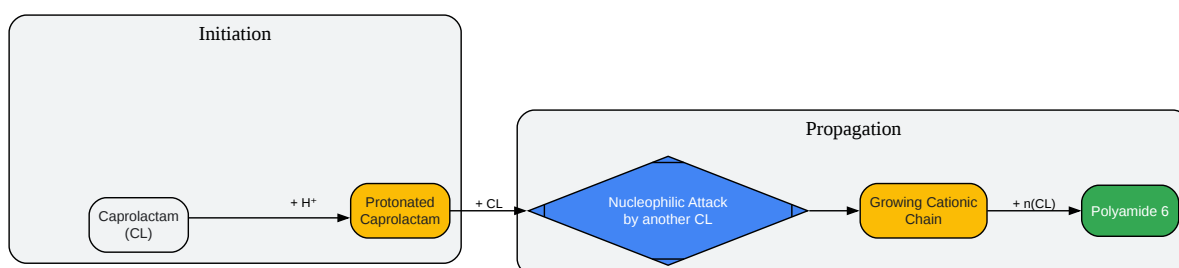 Initiation
Caprolactam
(CL)
+ H⁺
Protonated
Caprolactam
+ CL
Propagation
Nucleophilic Attack
by another CL
Growing Cationic
Chain
+ n(CL)
Polyamide 6